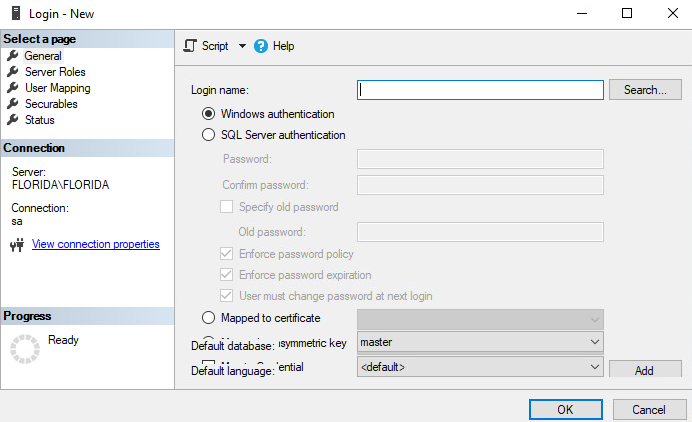 Login - New
Select a page
General
Server Roles
User Mapping
Securables
Status
Connection
Server:
FLORIDA\FLORIDA
Connection:
sa
View connection properties
Progress
Ready
Script
Help
Login name:
Search...
Windows authentication
SQL Server authentication
Password:
Confirm password:
Specify old password
Old password:
Enforce password policy
Enforce password expiration
User must change password at next login
Mapped to certificate
Default database: symmetric key master
Default language: ential <default> Add
OK Cancel